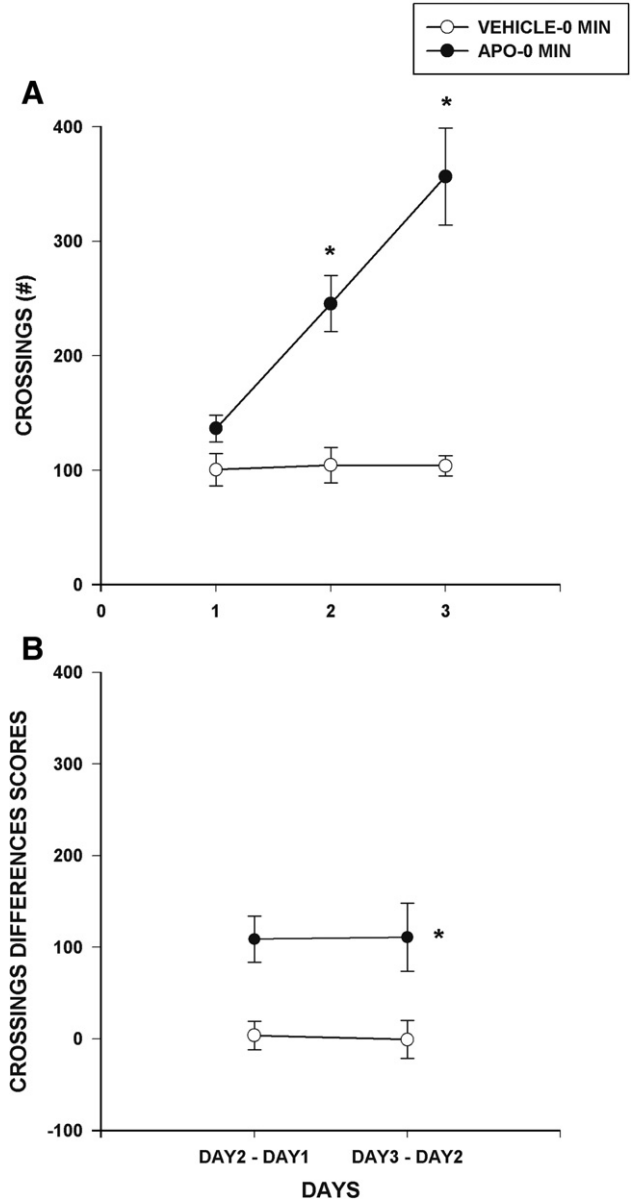 VEHICLE-0 MIN
APO-0 MIN
A
400
300
200
100
0
CROSSINGS (#)
*
*
0 1 2 3
B
400
300
200
100
0
-100
CROSSINGS DIFFERENCES SCORES
*
DAY2 - DAY1 DAY3 - DAY2
DAYS